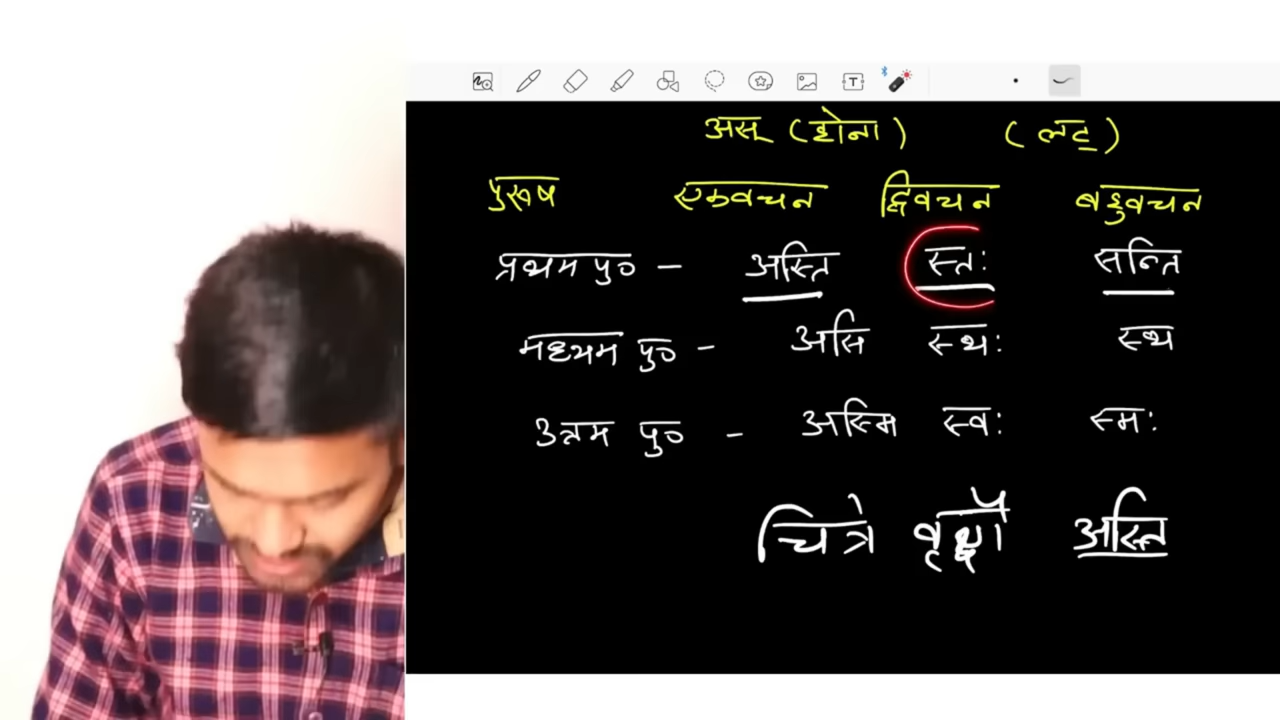 अस् (होना) (लट्)
पुरूष एकवचन द्विवचन बहुवचन
प्रथम पु० - अस्ति स्तः सन्ति
मध्यम पु० - असि स्थः स्थ
उत्तम पु० - अस्मि स्वः स्मः
चित्रे वृक्षौ अस्ति